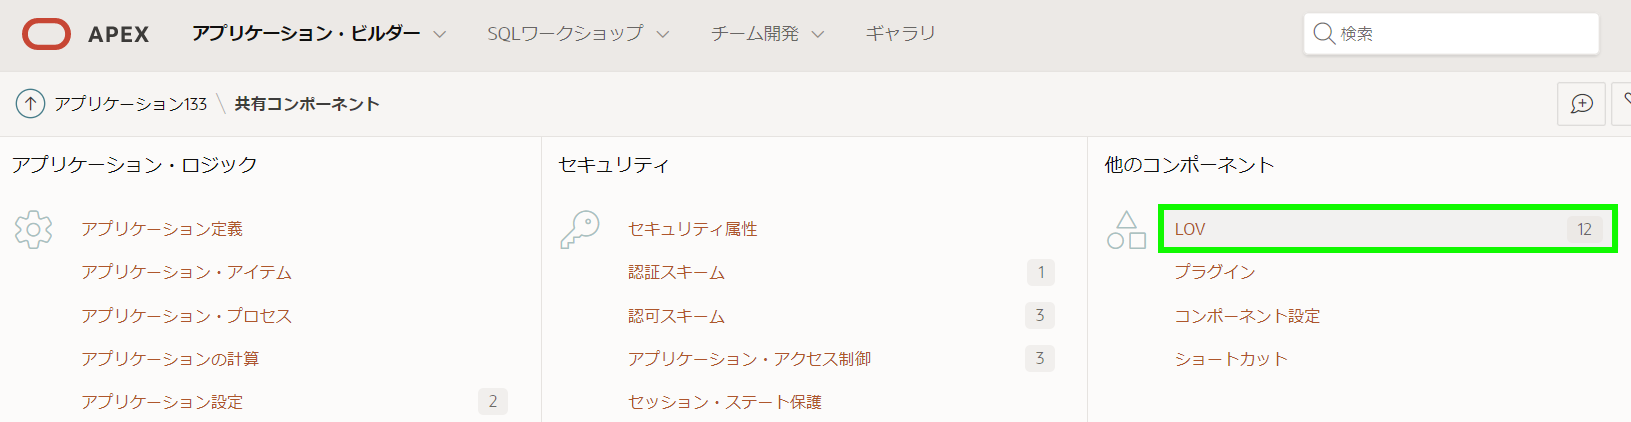 APEX アプリケーション・ビルダー SQLワークショップ チーム開発 ギャラリ 検索
アプリケーション133 \ 共有コンポーネント
アプリケーション・ロジック
アプリケーション定義
アプリケーション・アイテム
アプリケーション・プロセス
アプリケーションの計算
アプリケーション設定 2
セキュリティ
セキュリティ属性
認証スキーム 1
認可スキーム 3
アプリケーション・アクセス制御 3
セッション・ステート保護
他のコンポーネント
LOV 12
プラグイン
コンポーネント設定
ショートカット